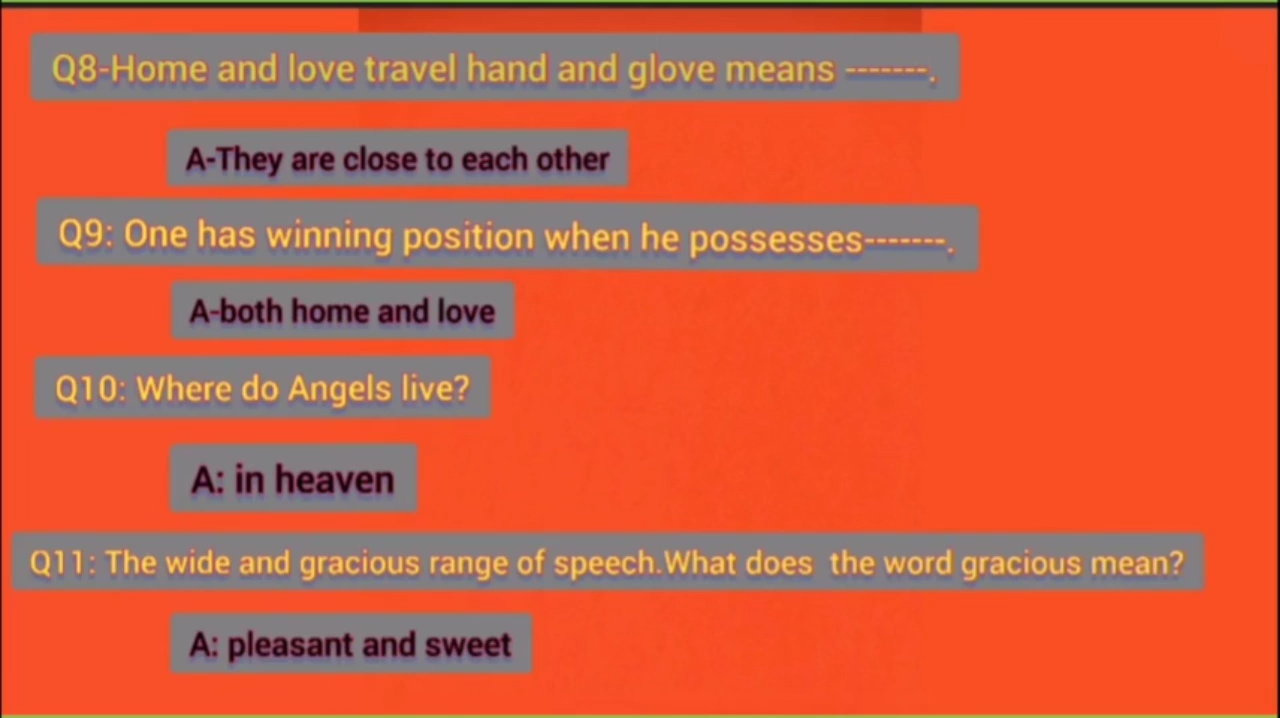 Q8-Home and love travel hand and glove means -------.
A-They are close to each other
Q9: One has winning position when he possesses-------.
A-both home and love
Q10: Where do Angels live?
A: in heaven
Q11: The wide and gracious range of speech.What does the word gracious mean?
A: pleasant and sweet